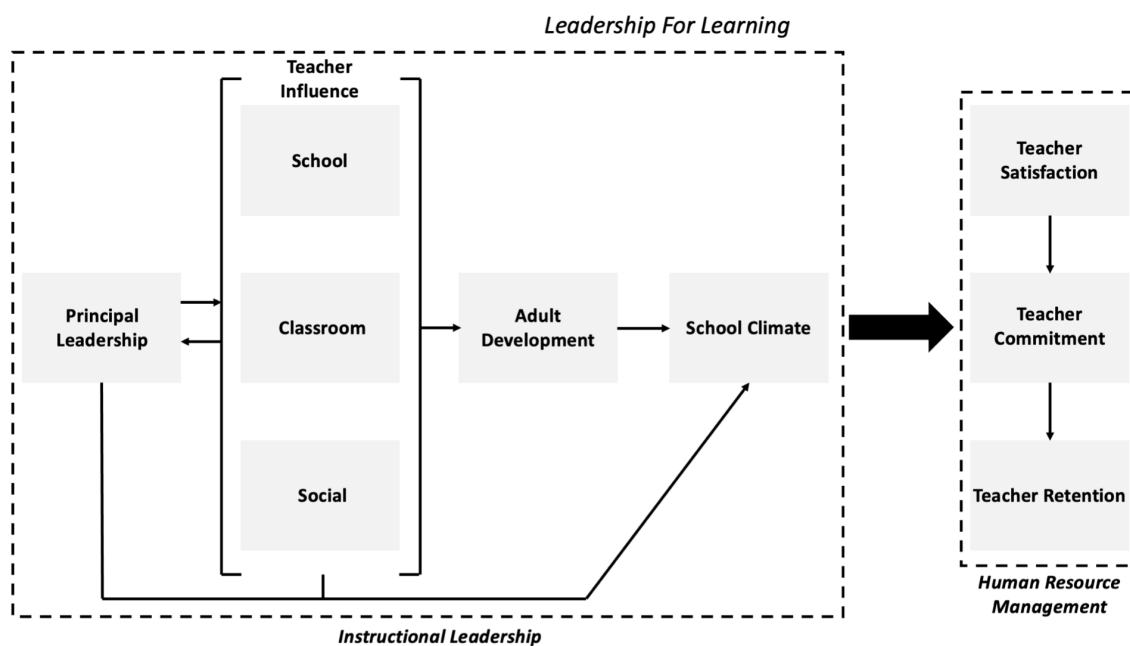 Leadership For Learning
Teacher
Influence
School
Principal
Leadership
Classroom
Social
Adult
Development
School Climate
Instructional Leadership
Teacher
Satisfaction
Teacher
Commitment
Teacher Retention
Human Resource
Management